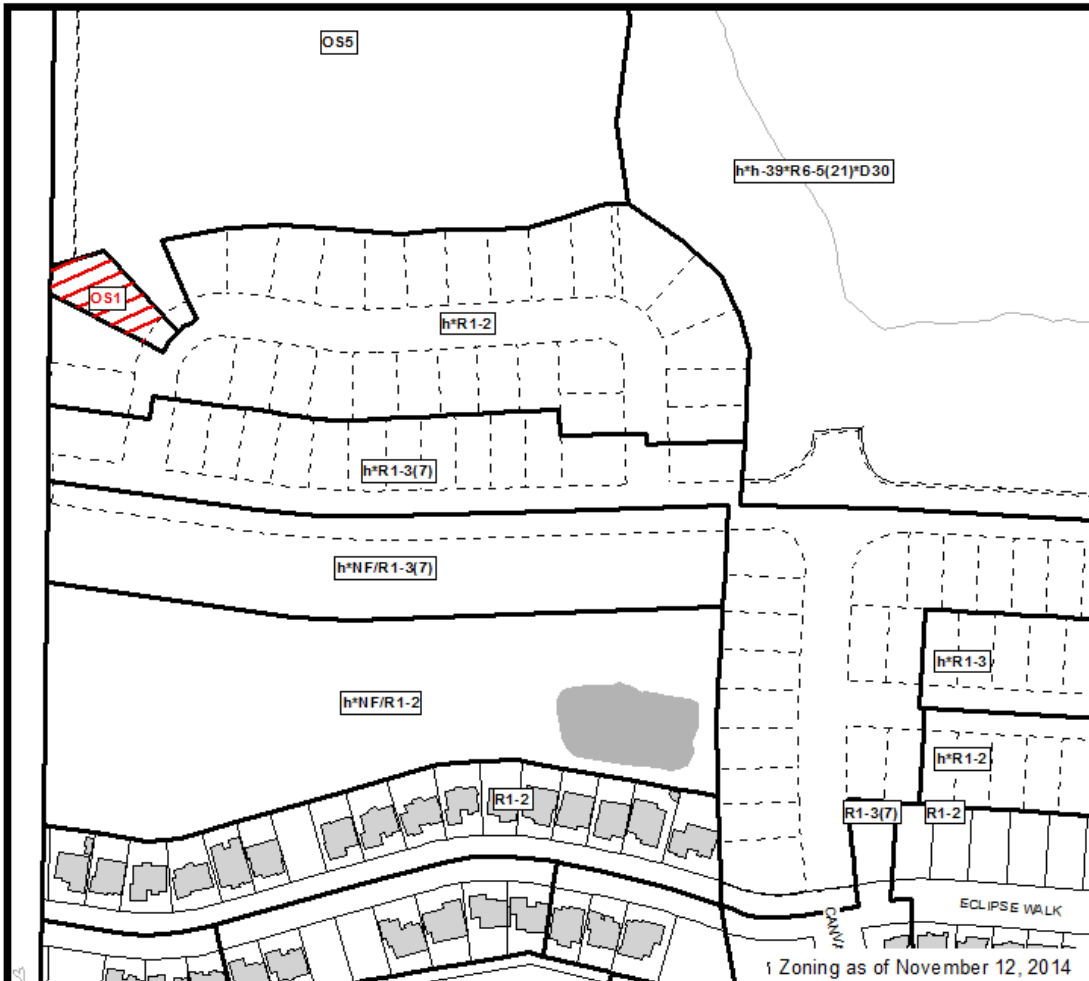 OS5
h*h-39*R6-5(21)*D30
OS1
h*R1-2
h*R1-3(7)
h*NF/R1-3(7)
h*R1-3
h*NF/R1-2
h*R1-2
R1-2
R1-3(7)
R1-2
ECLIPSE WALK
Zoning as of November 12, 2014